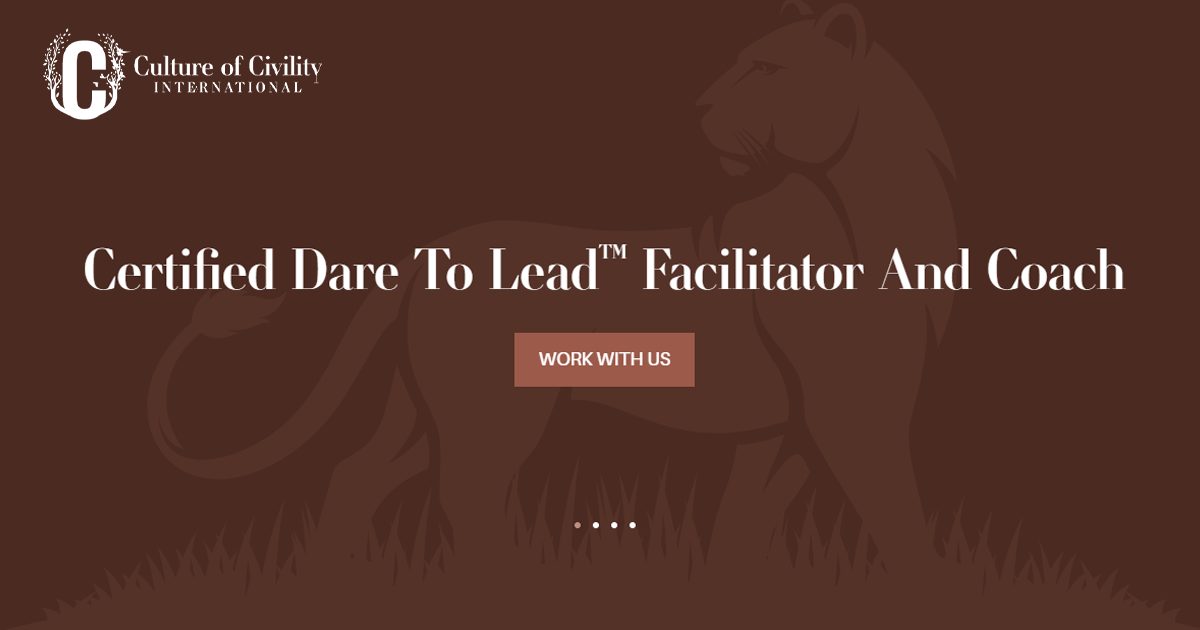 Culture of Civility
INTERNATIONAL
Certified Dare To Lead™ Facilitator And Coach
WORK WITH US